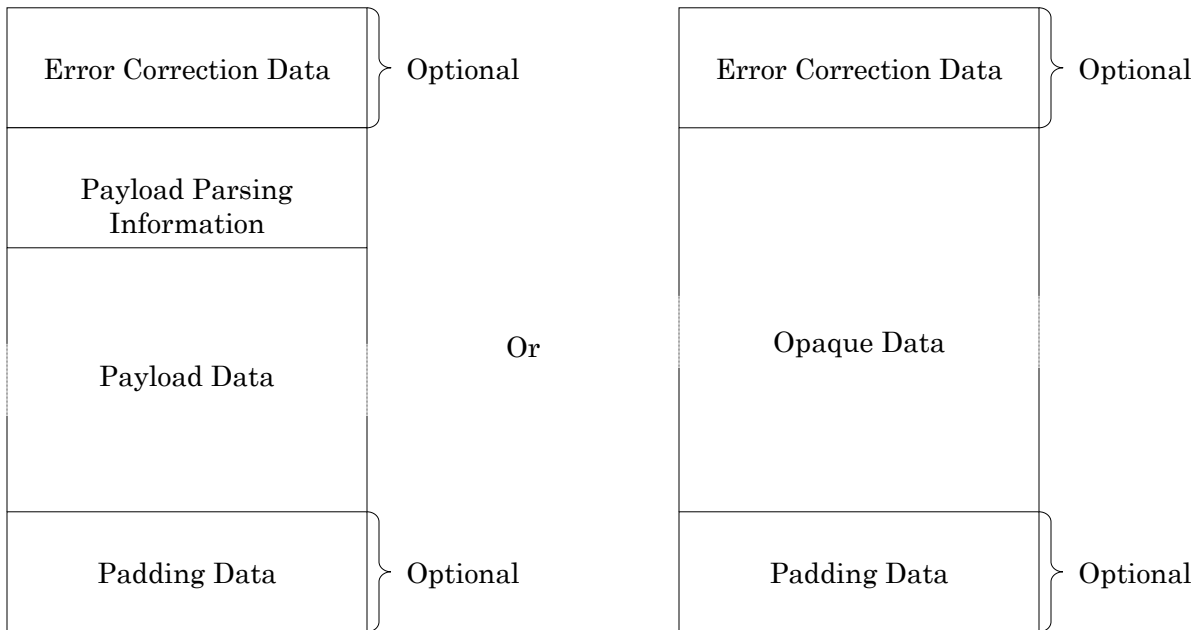 Error Correction Data
Optional
Error Correction Data
Optional
Payload Parsing
Information
Or
Opaque Data
Payload Data
Padding Data
Optional
Padding Data
Optional